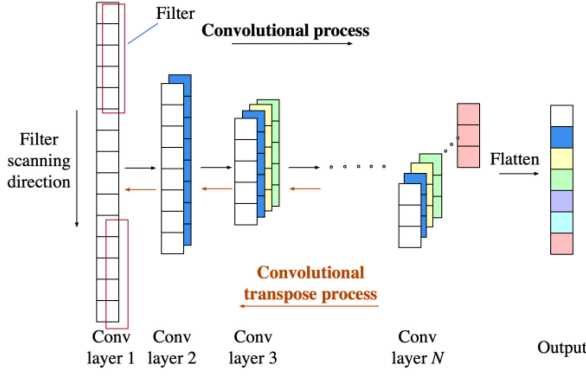 Filter
Convolutional process
Filter
scanning
direction
Flatten
Convolutional
transpose process
Conv
layer 1
Conv
layer 2
Conv
layer 3
Conv
layer N
Output